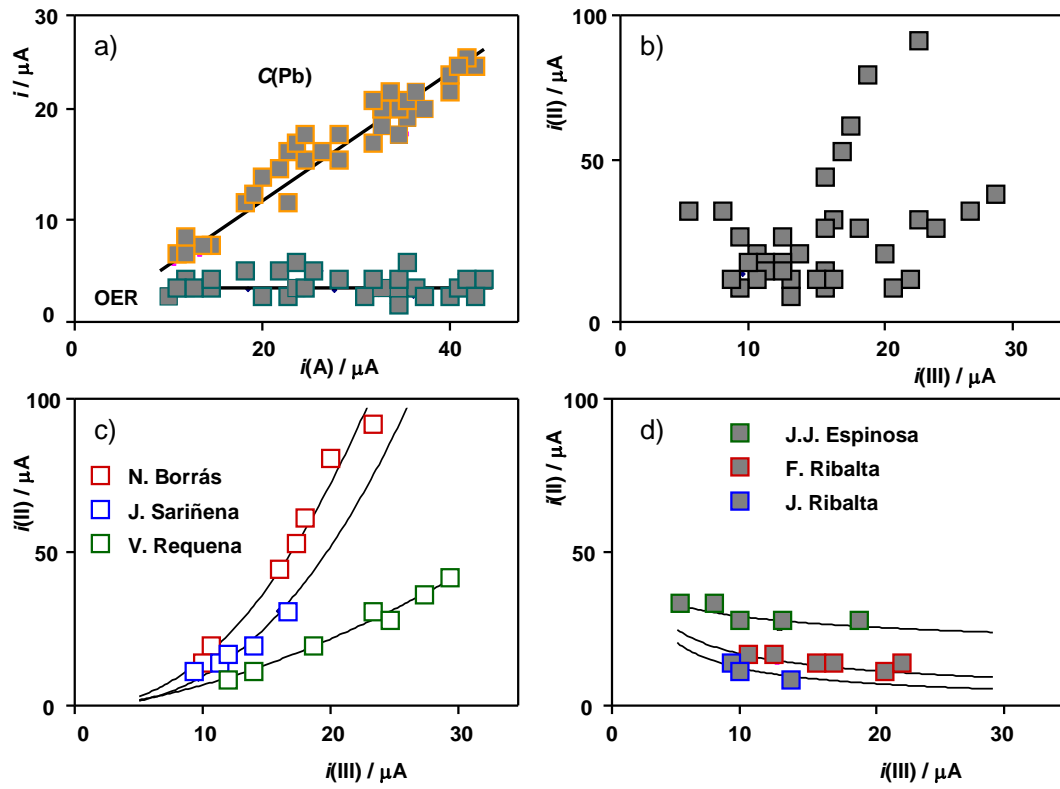 a)
30
20
10
0
i / μA
C(Pb)
OER
0 20 40
i(A) / μA
b)
100
50
0
i(II) / μA
0 10 20 30
i(III) / μA
c)
100
50
0
i(II) / μA
N. Borrás
J. Sariñena
V. Requena
0 10 20 30
i(III) / μA
d)
100
50
0
i(II) / μA
J.J. Espinosa
F. Ribalta
J. Ribalta
0 10 20 30
i(III) / μA